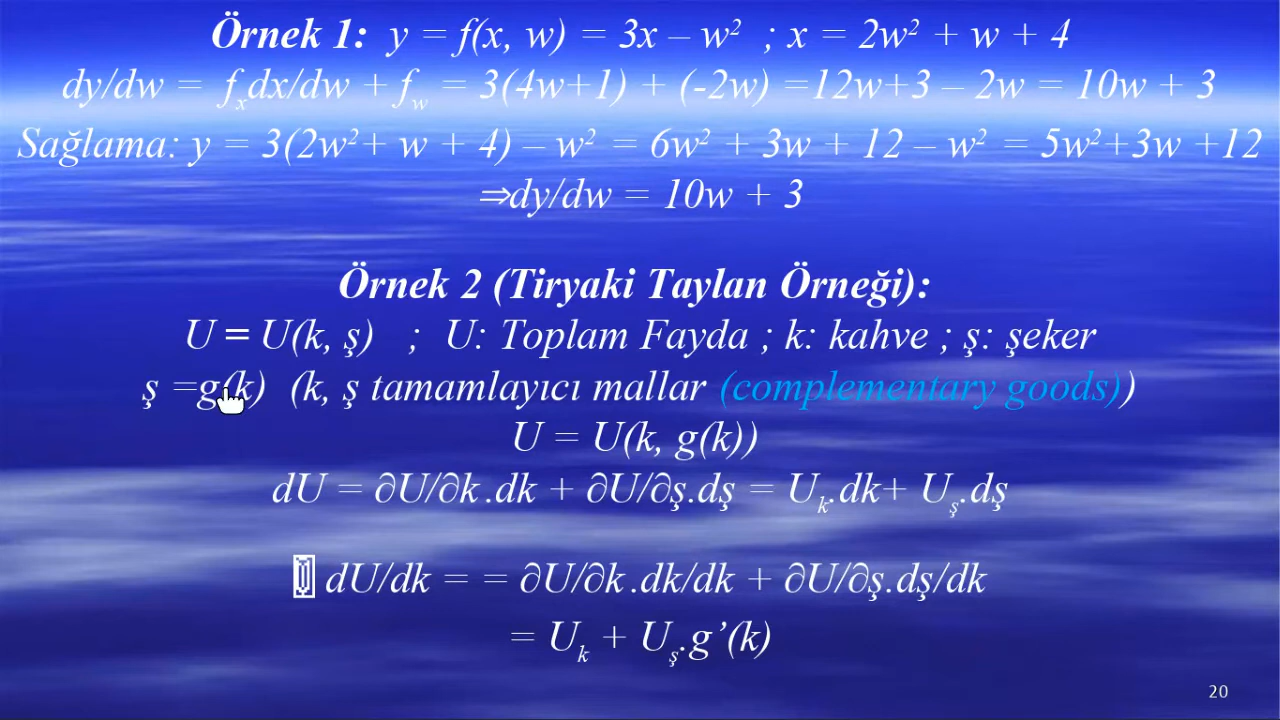 Örnek 1: y = f(x, w) = 3x – w² ; x = 2w² + w + 4
dy/dw = fₓdx/dw + f_w = 3(4w+1) + (-2w) =12w+3 – 2w = 10w + 3
Sağlama: y = 3(2w²+ w + 4) – w² = 6w² + 3w + 12 – w² = 5w²+3w +12
⇒dy/dw = 10w + 3
Örnek 2 (Tiryaki Taylan Örneği):
U = U(k, ş) ; U: Toplam Fayda ; k: kahve ; ş: şeker
ş =g(k) (k, ş tamamlayıcı mallar (complementary goods))
U = U(k, g(k))
dU = ∂U/∂k.dk + ∂U/∂ş.dş = U_k.dk+ U_ş.dş
dU/dk = = ∂U/∂k.dk/dk + ∂U/∂ş.dş/dk
= U_k + U_ş.g’(k)
20